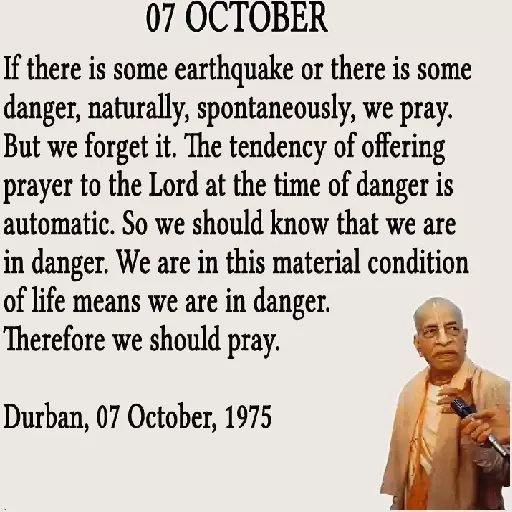 07 OCTOBER
If there is some earthquake or there is some
danger, naturally, spontaneously, we pray.
But we forget it. The tendency of offering
prayer to the Lord at the time of danger is
automatic. So we should know that we are
in danger. We are in this material condition
of life means we are in danger.
Therefore we should pray.
Durban, 07 October, 1975